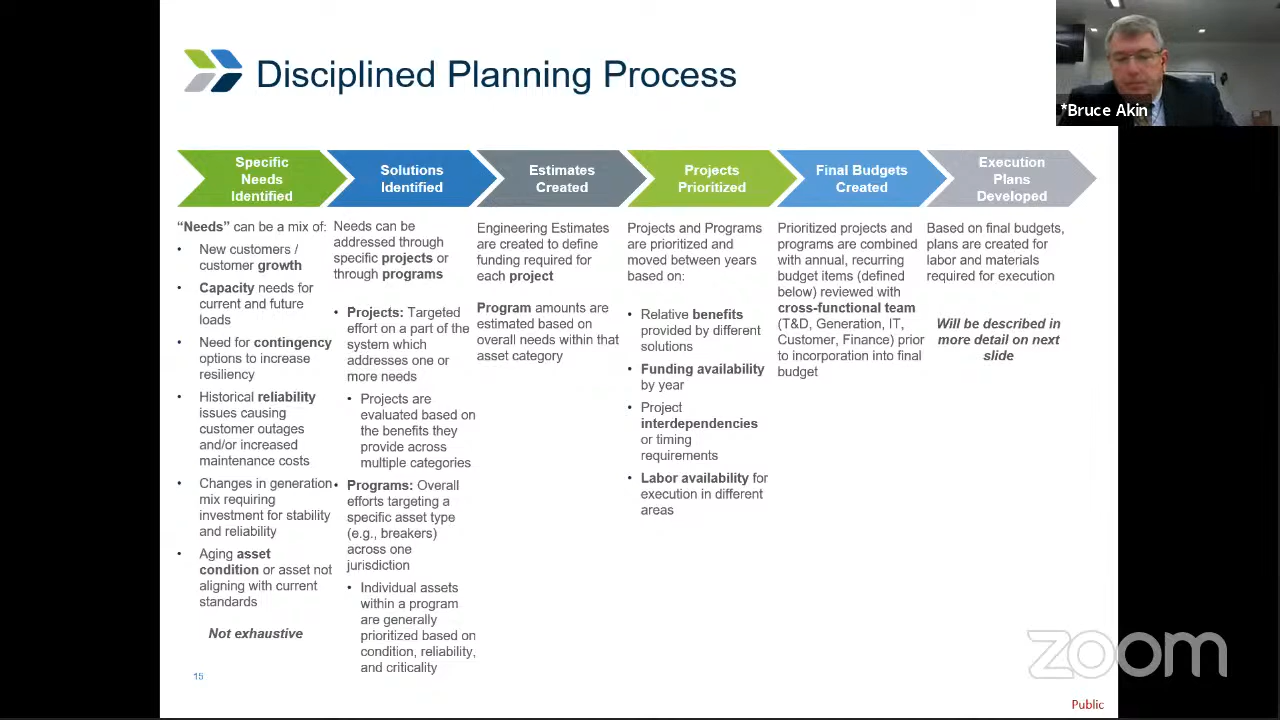 Disciplined Planning Process
*Bruce Akin
Specific
Needs
Identified
Solutions
Identified
Estimates
Created
Projects
Prioritized
Final Budgets
Created
Execution
Plans
Developed
“Needs” can be a mix of:
• New customers /
customer growth
• Capacity needs for
current and future
loads
• Need for contingency
options to increase
resiliency
• Historical reliability
issues causing
customer outages
and/or increased
maintenance costs
• Changes in generation
mix requiring
investment for stability
and reliability
• Aging asset
condition or asset not
aligning with current
standards
Not exhaustive
Needs can be
addressed through
specific projects or
through programs
• Projects: Targeted
effort on a part of the
system which
addresses one or
more needs
• Projects are
evaluated based on
the benefits they
provide across
multiple categories
• Programs: Overall
efforts targeting a
specific asset type
(e.g., breakers)
across one
jurisdiction
• Individual assets
within a program
are generally
prioritized based on
condition, reliability,
and criticality
Engineering Estimates
are created to define
funding required for
each project
Program amounts are
estimated based on
overall needs within that
asset category
Projects and Programs
are prioritized and
moved between years
based on:
• Relative benefits
provided by different
solutions
• Funding availability
by year
• Project
interdependencies
or timing
requirements
• Labor availability for
execution in different
areas
Prioritized projects and
programs are combined
with annual, recurring
budget items (defined
below) reviewed with
cross-functional team
(T&D, Generation, IT,
Customer, Finance) prior
to incorporation into final
budget
Based on final budgets,
plans are created for
labor and materials
required for execution
Will be described in
more detail on next
slide
15
zoom
Public